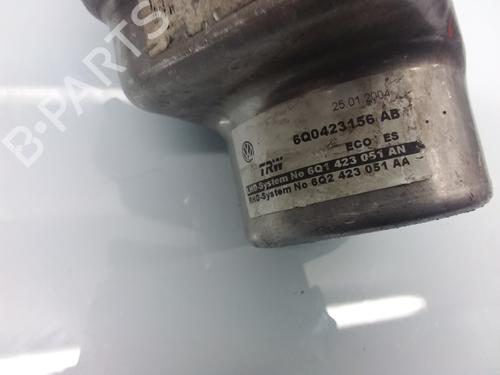 25.01.2004
6Q0423156 AB
ECO ES
TRW
LHD-System No 6Q1 423 051 AN
RHD-System No 6Q2 423 051 AA
B-PARTS